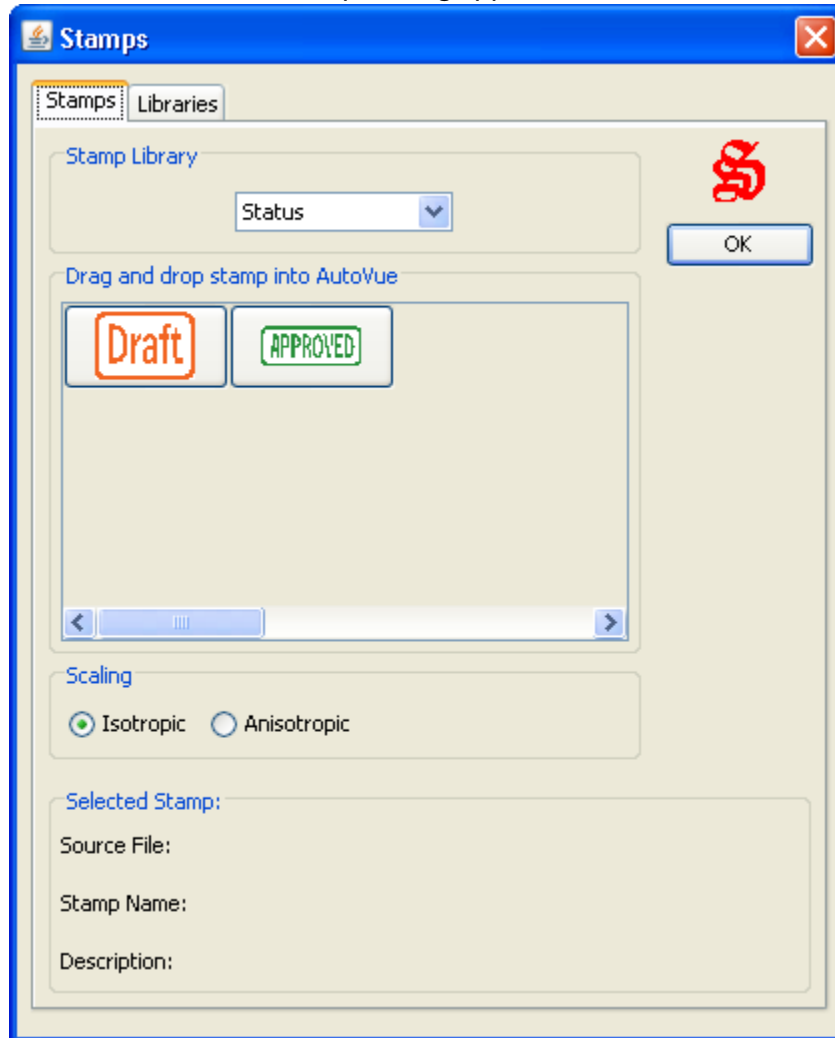 Stamps
Stamps Libraries
Stamp Library
S
Status
OK
Drag and drop stamp into AutoVue
Draft APPROVED
Scaling
Isotropic Anisotropic
Selected Stamp:
Source File:
Stamp Name:
Description: